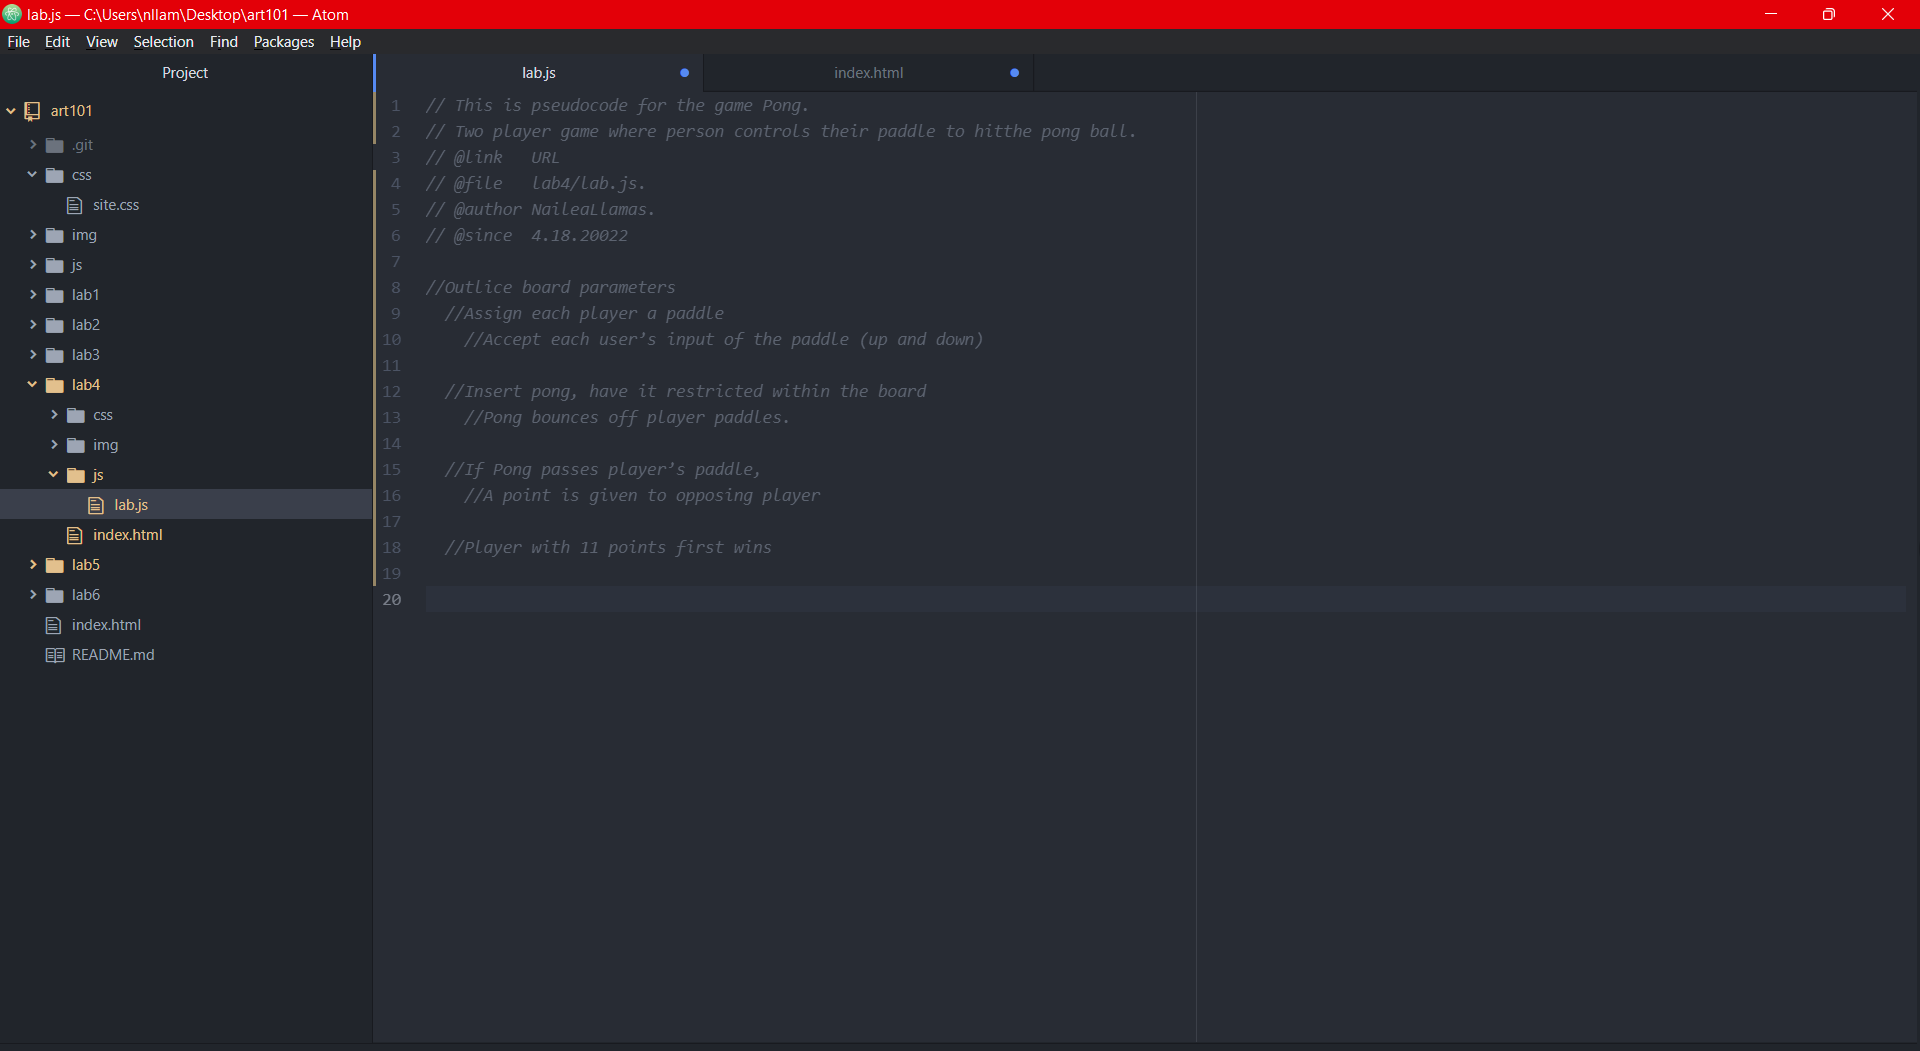 lab.js — C:\Users\nllam\Desktop\art101 — Atom
File Edit View Selection Find Packages Help
Project
lab.js
index.html
art101
.git
css
site.css
img
js
lab1
lab2
lab3
lab4
css
img
js
lab.js
index.html
lab5
lab6
index.html
README.md
1 // This is pseudocode for the game Pong.
2 // Two player game where person controls their paddle to hitthe pong ball.
3 // @link   URL
4 // @file   lab4/lab.js.
5 // @author NaileaLlamas.
6 // @since  4.18.20022
7
8 //Outlice board parameters
9   //Assign each player a paddle
10     //Accept each user’s input of the paddle (up and down)
11
12   //Insert pong, have it restricted within the board
13     //Pong bounces off player paddles.
14
15   //If Pong passes player’s paddle,
16     //A point is given to opposing player
17
18   //Player with 11 points first wins
19
20